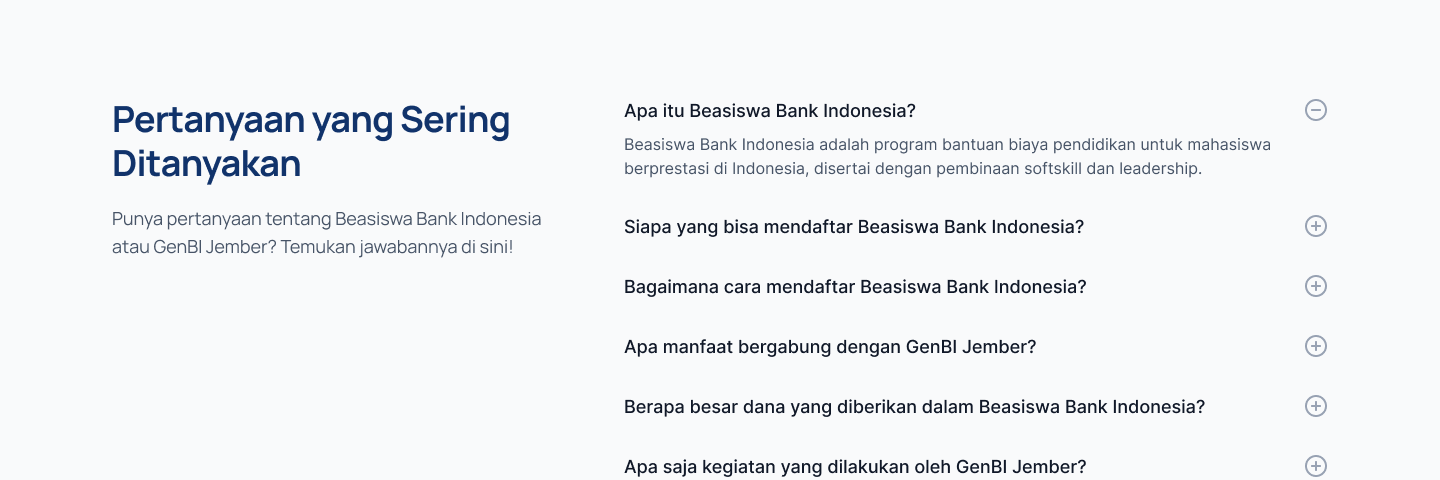 Pertanyaan yang Sering
Ditanyakan
Punya pertanyaan tentang Beasiswa Bank Indonesia
atau GenBI Jember? Temukan jawabannya di sini!
Apa itu Beasiswa Bank Indonesia?
Beasiswa Bank Indonesia adalah program bantuan biaya pendidikan untuk mahasiswa
berprestasi di Indonesia, disertai dengan pembinaan softskill dan leadership.
Siapa yang bisa mendaftar Beasiswa Bank Indonesia?
Bagaimana cara mendaftar Beasiswa Bank Indonesia?
Apa manfaat bergabung dengan GenBI Jember?
Berapa besar dana yang diberikan dalam Beasiswa Bank Indonesia?
Apa saja kegiatan yang dilakukan oleh GenBI Jember?